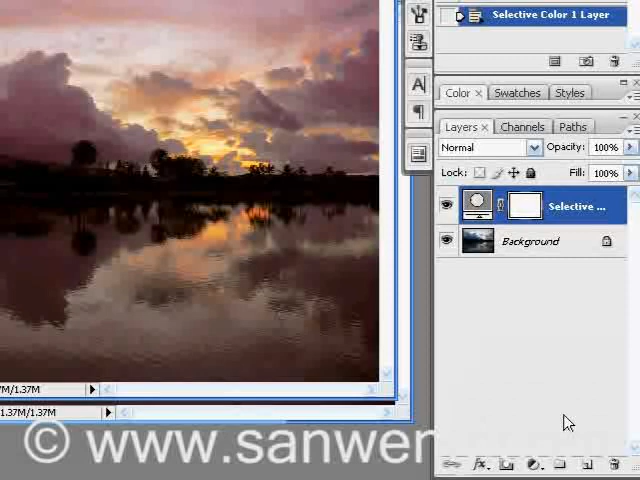 Selective Color 1 Layer
Color × Swatches Styles
Layers × Channels Paths
Normal Opacity: 100%
Lock: Fill: 100%
Selective ...
Background
/1.37M
1.37M/1.37M
© www.sanwe